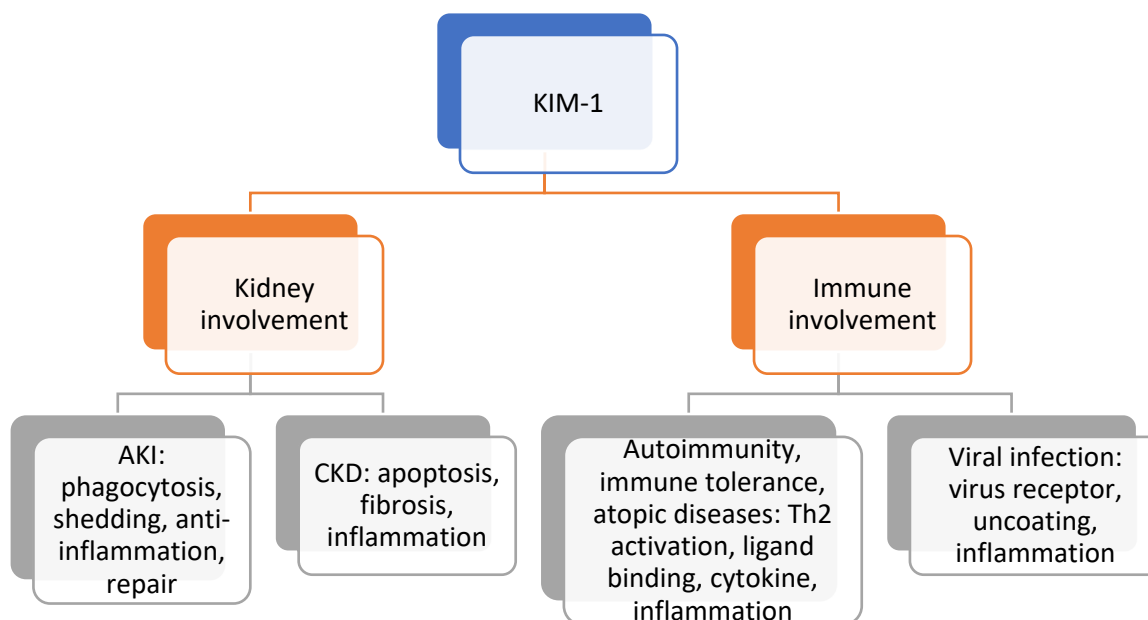 KIM-1
Kidney
involvement
Immune
involvement
AKI:
phagocytosis,
shedding, anti-
inflammation,
repair
CKD: apoptosis,
fibrosis,
inflammation
Autoimmunity,
immune tolerance,
atopic diseases: Th2
activation, ligand
binding, cytokine,
inflammation
Viral infection:
virus receptor,
uncoating,
inflammation